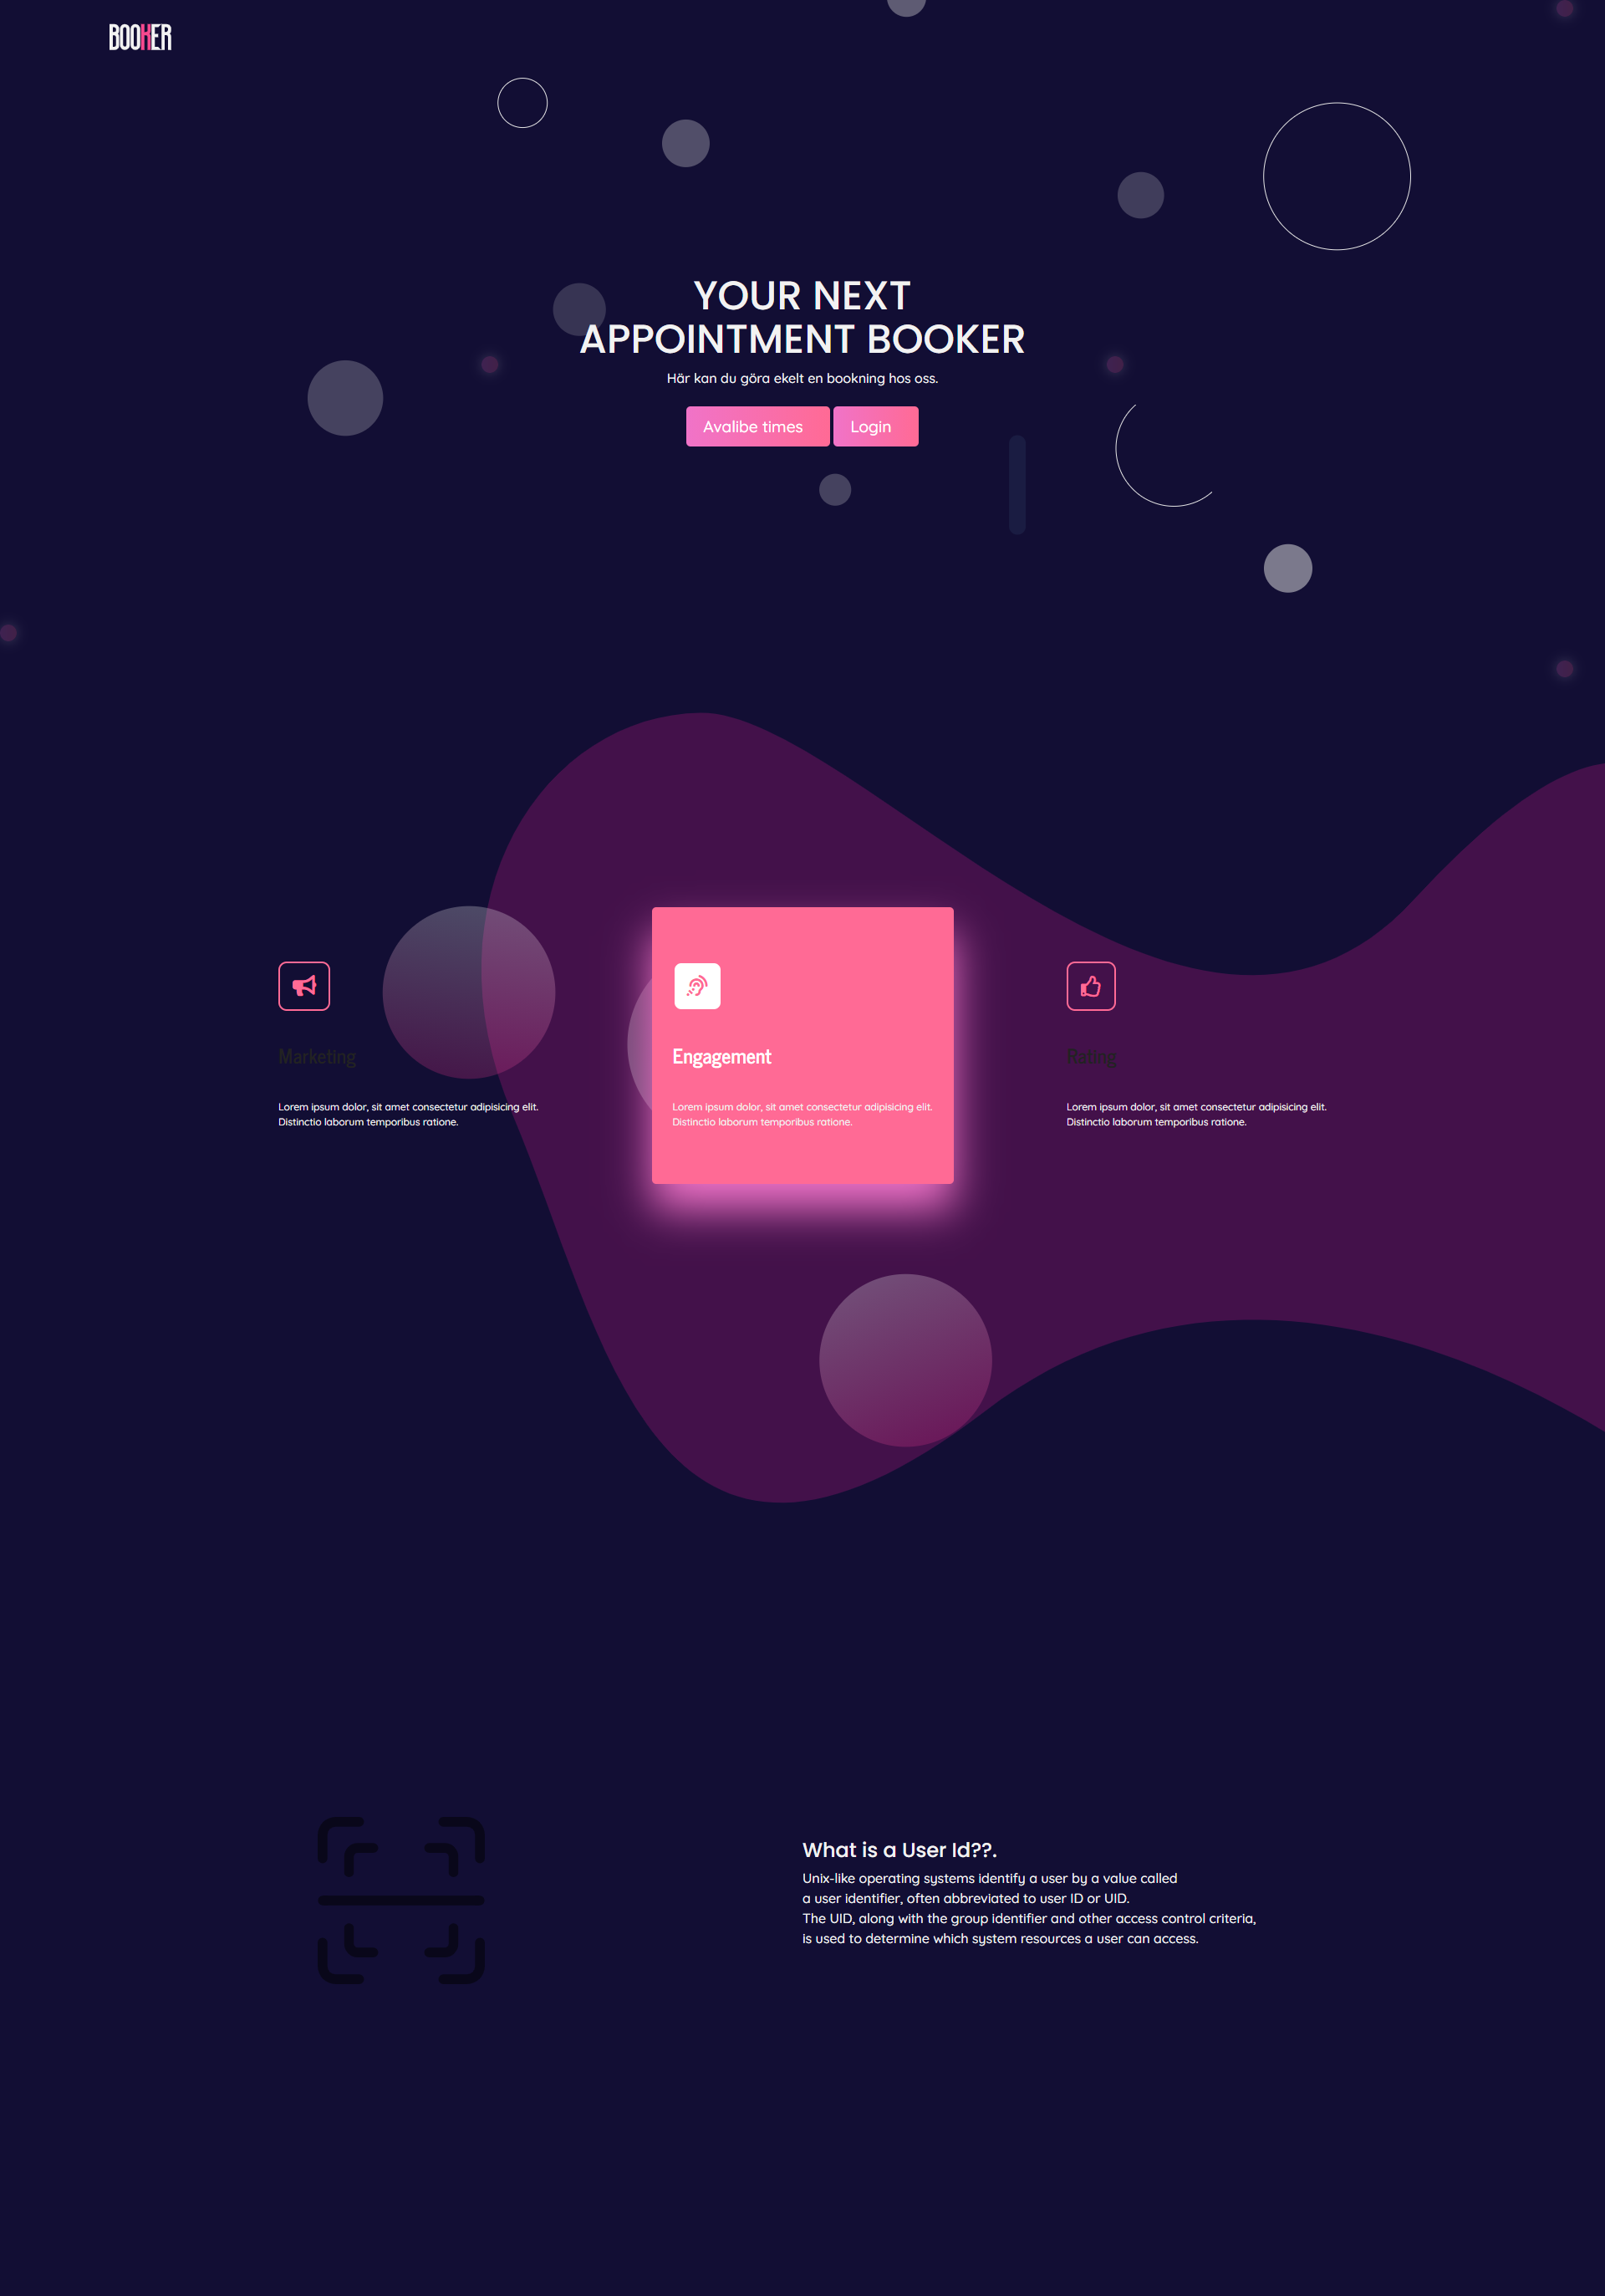 BOOKER
YOUR NEXT
APPOINTMENT BOOKER
Här kan du göra ekelt en bookning hos oss.
Avalibe times
Login
Marketing
Lorem ipsum dolor, sit amet consectetur adipisicing elit.
Distinctio laborum temporibus ratione.
Engagement
Lorem ipsum dolor, sit amet consectetur adipisicing elit.
Distinctio laborum temporibus ratione.
Rating
Lorem ipsum dolor, sit amet consectetur adipisicing elit.
Distinctio laborum temporibus ratione.
What is a User Id??.
Unix-like operating systems identify a user by a value called
a user identifier, often abbreviated to user ID or UID.
The UID, along with the group identifier and other access control criteria,
is used to determine which system resources a user can access.